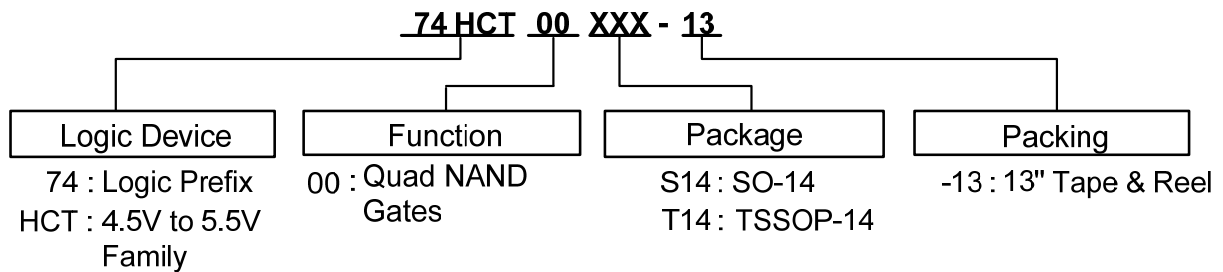 74 HCT 00 XXX - 13
Logic Device
74 : Logic Prefix
HCT : 4.5V to 5.5V
Family
Function
00 : Quad NAND
Gates
Package
S14 : SO-14
T14 : TSSOP-14
Packing
-13 : 13" Tape & Reel